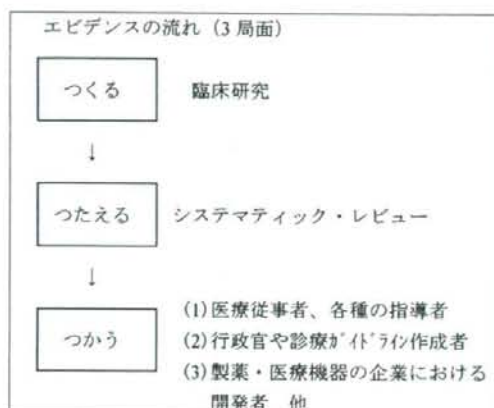 エビデンスの流れ（3局面）
つくる　臨床研究
↓
つたえる　システマティック・レビュー
↓
(1)医療従事者、各種の指導者
つかう　(2)行政官や診療ｶﾞｲﾄﾞﾗｲﾝ作成者
(3)製薬・医療機器の企業における
開発者　他